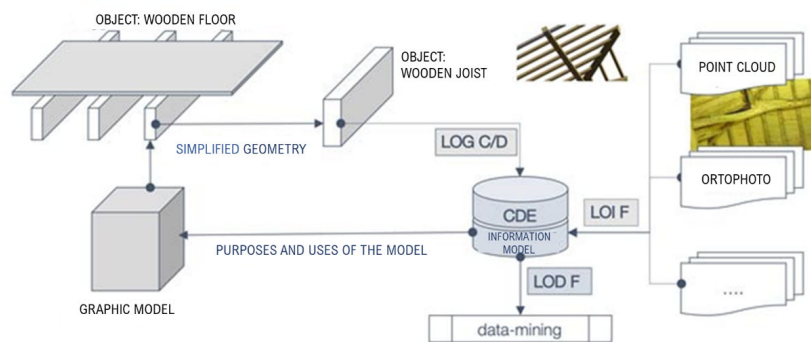 OBJECT: WOODEN FLOOR
OBJECT:
WOODEN JOIST
POINT CLOUD
SIMPLIFIED GEOMETRY
LOG C/D
ORTOPHOTO
CDE
LOI F
INFORMATION
MODEL
PURPOSES AND USES OF THE MODEL
LOD F
....
GRAPHIC MODEL
data-mining